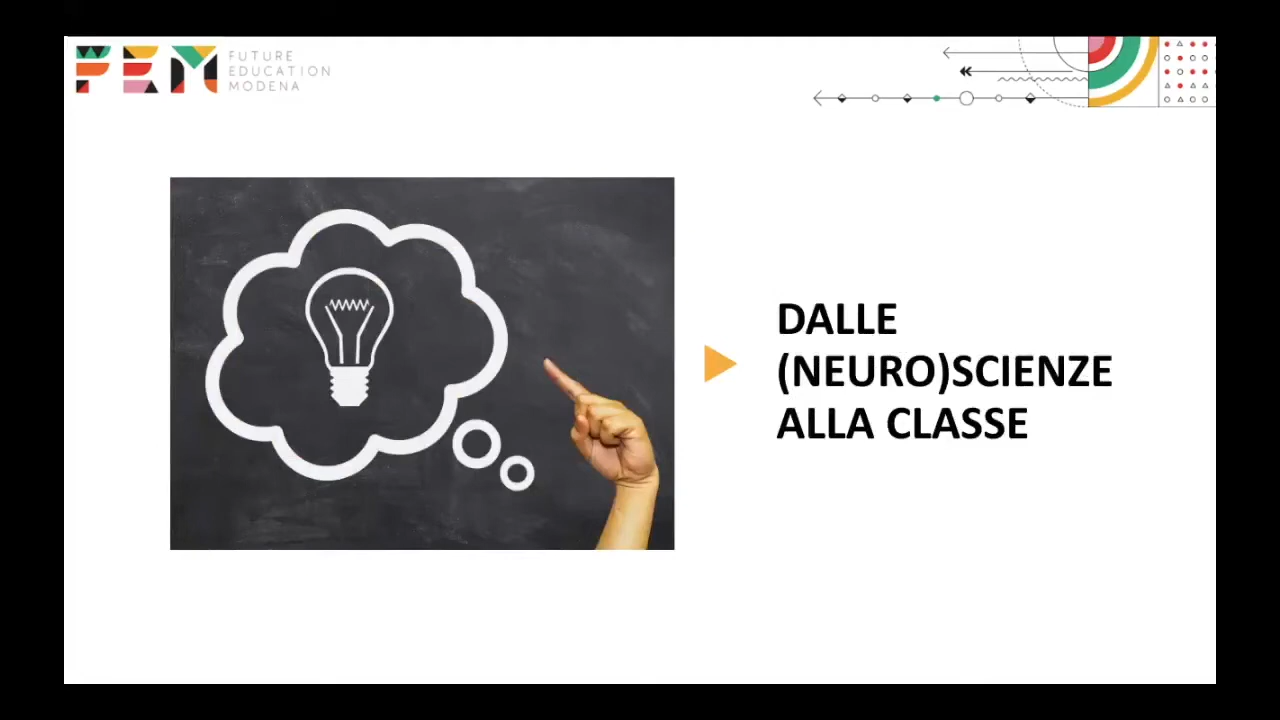 FEM
FUTURE
EDUCATION
MODENA
DALLE
(NEURO)SCIENZE
ALLA CLASSE